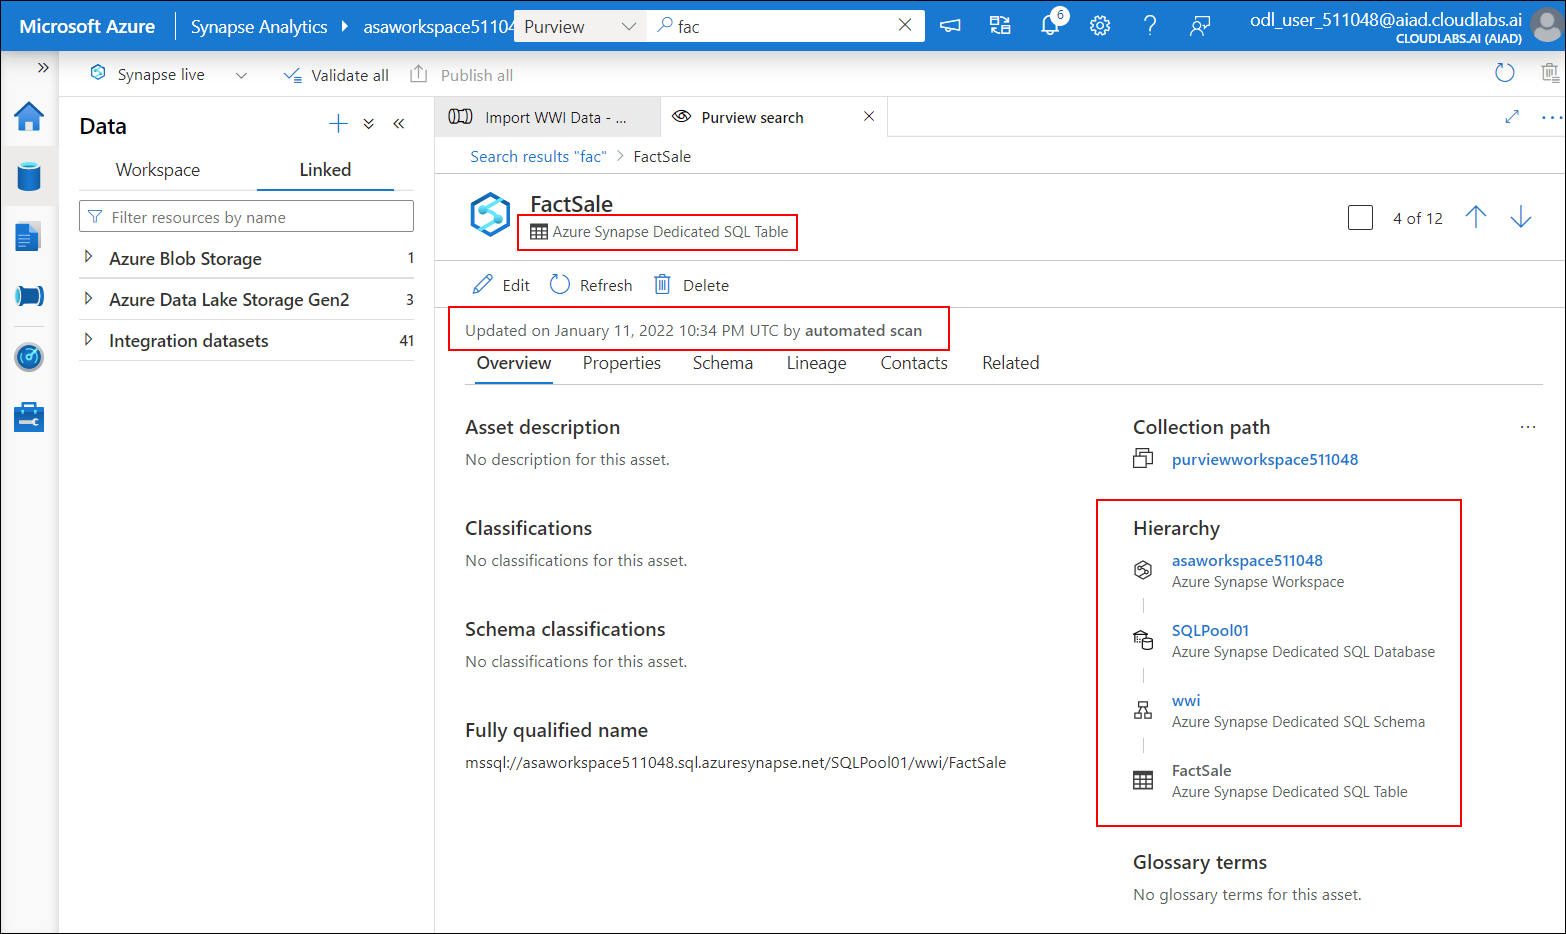 Microsoft Azure
Synapse Analytics
asaworkspace51104
Purview
fac
6
odl_user_511048@aiad.cloudlabs.ai
CLOUDLABS.AI (AIAD)
Synapse live
Validate all
Publish all
Data
Workspace
Linked
Filter resources by name
Azure Blob Storage 1
Azure Data Lake Storage Gen2 3
Integration datasets 41
Import WWI Data - ...
Purview search
Search results "fac" > FactSale
FactSale
Azure Synapse Dedicated SQL Table
4 of 12
Edit
Refresh
Delete
Updated on January 11, 2022 10:34 PM UTC by automated scan
Overview
Properties
Schema
Lineage
Contacts
Related
Asset description
No description for this asset.
Classifications
No classifications for this asset.
Schema classifications
No classifications for this asset.
Fully qualified name
mssql://asaworkspace511048.sql.azuresynapse.net/SQLPool01/wwi/FactSale
Collection path
purviewworkspace511048
Hierarchy
asaworkspace511048
Azure Synapse Workspace
SQLPool01
Azure Synapse Dedicated SQL Database
wwi
Azure Synapse Dedicated SQL Schema
FactSale
Azure Synapse Dedicated SQL Table
Glossary terms
No glossary terms for this asset.